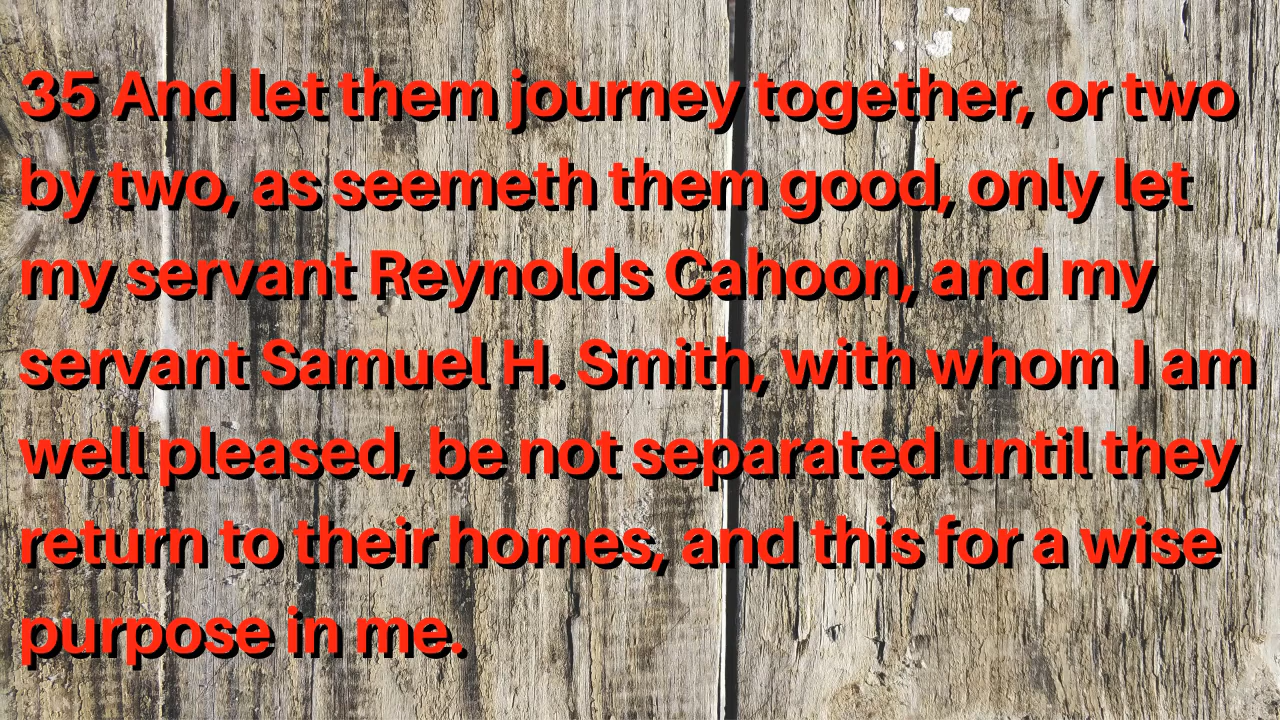 35 And let them journey together, or two
by two, as seemeth them good, only let
my servant Reynolds Cahoon, and my
servant Samuel H. Smith, with whom I am
well pleased, be not separated until they
return to their homes, and this for a wise
purpose in me.